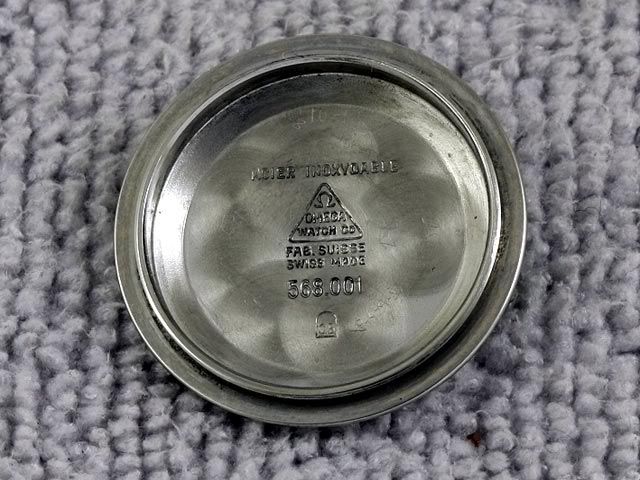 ACIER INOXYDABLE
Ω
OMEGA
WATCH CO
FAB. SUISSE
SWISS MADE
568.001